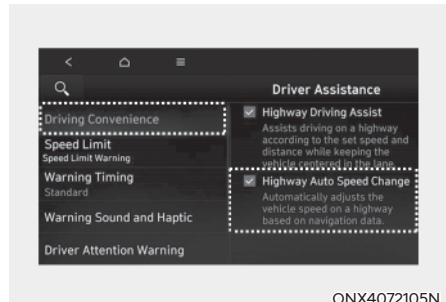 Driver Assistance
Driving Convenience
Speed Limit
Speed Limit Warning
Warning Timing
Standard
Warning Sound and Haptic
Driver Attention Warning
Highway Driving Assist
Assists driving on a highway
according to the set speed and
distance while keeping the
vehicle centered in the lane.
Highway Auto Speed Change
Automatically adjusts the
vehicle speed on a highway
based on navigation data.
ONX4072105N